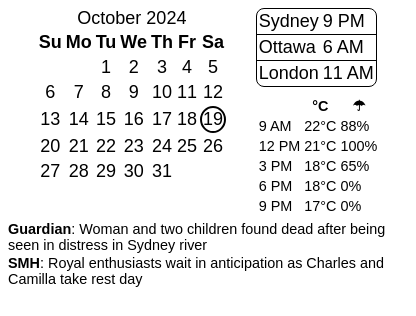 October 2024
Su Mo Tu We Th Fr Sa
1 2 3 4 5
6 7 8 9 10 11 12
13 14 15 16 17 18 19
20 21 22 23 24 25 26
27 28 29 30 31
Sydney 9 PM
Ottawa 6 AM
London 11 AM
°C ☂
9 AM 22°C 88%
12 PM 21°C 100%
3 PM 18°C 65%
6 PM 18°C 0%
9 PM 17°C 0%
Guardian: Woman and two children found dead after being
seen in distress in Sydney river
SMH: Royal enthusiasts wait in anticipation as Charles and
Camilla take rest day